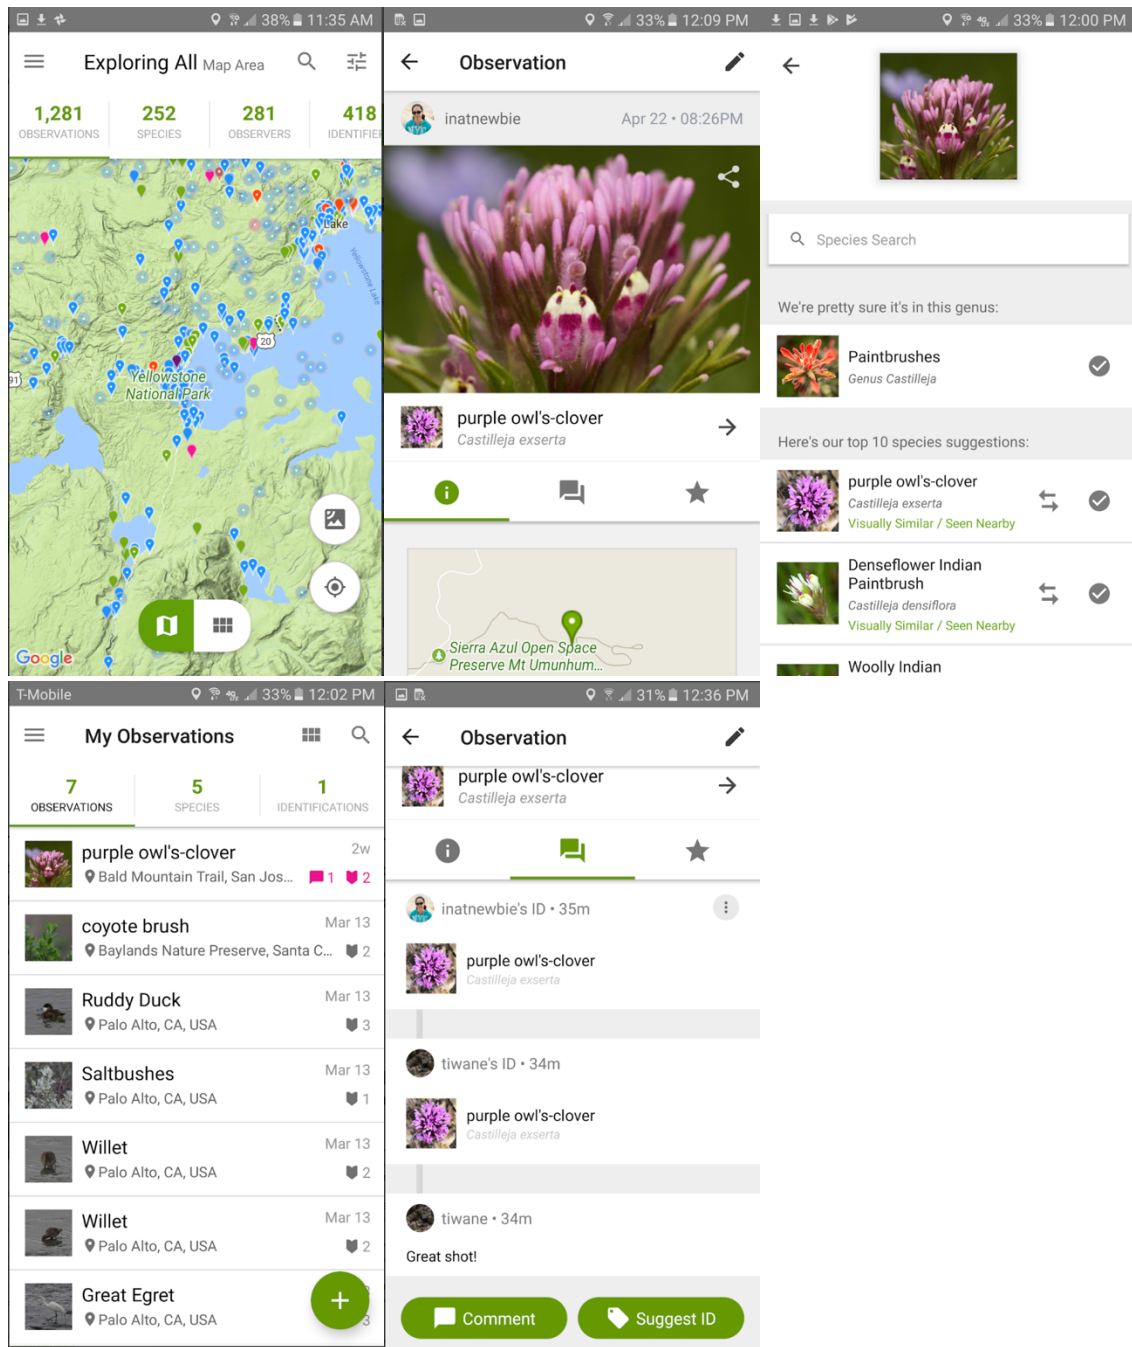 38% 11:35 AM
Exploring All Map Area
1,281 252 281 418
OBSERVATIONS SPECIES OBSERVERS IDENTIFIE
Lake
Yellowstone Lake
20
91
Yellowstone
National Park
Google
33% 12:09 PM
Observation
inatnewbie Apr 22 • 08:26PM
purple owl's-clover
Castilleja exserta
Sierra Azul Open Space
Preserve Mt Umunhum...
4G 33% 12:00 PM
Species Search
We're pretty sure it's in this genus:
Paintbrushes
Genus Castilleja
Here's our top 10 species suggestions:
purple owl's-clover
Castilleja exserta
Visually Similar / Seen Nearby
Denseflower Indian
Paintbrush
Castilleja densiflora
Visually Similar / Seen Nearby
Woolly Indian
T-Mobile 4G 33% 12:02 PM
My Observations
7 5 1
OBSERVATIONS SPECIES IDENTIFICATIONS
purple owl's-clover 2w
Bald Mountain Trail, San Jos... 1 2
coyote brush Mar 13
Baylands Nature Preserve, Santa C... 2
Ruddy Duck Mar 13
Palo Alto, CA, USA 3
Saltbushes Mar 13
Palo Alto, CA, USA 1
Willet Mar 13
Palo Alto, CA, USA 2
Willet Mar 13
Palo Alto, CA, USA 2
Great Egret
Palo Alto, CA, USA 3
31% 12:36 PM
Observation
purple owl's-clover
Castilleja exserta
inatnewbie's ID • 35m
purple owl's-clover
Castilleja exserta
tiwane's ID • 34m
purple owl's-clover
Castilleja exserta
tiwane • 34m
Great shot!
Comment Suggest ID